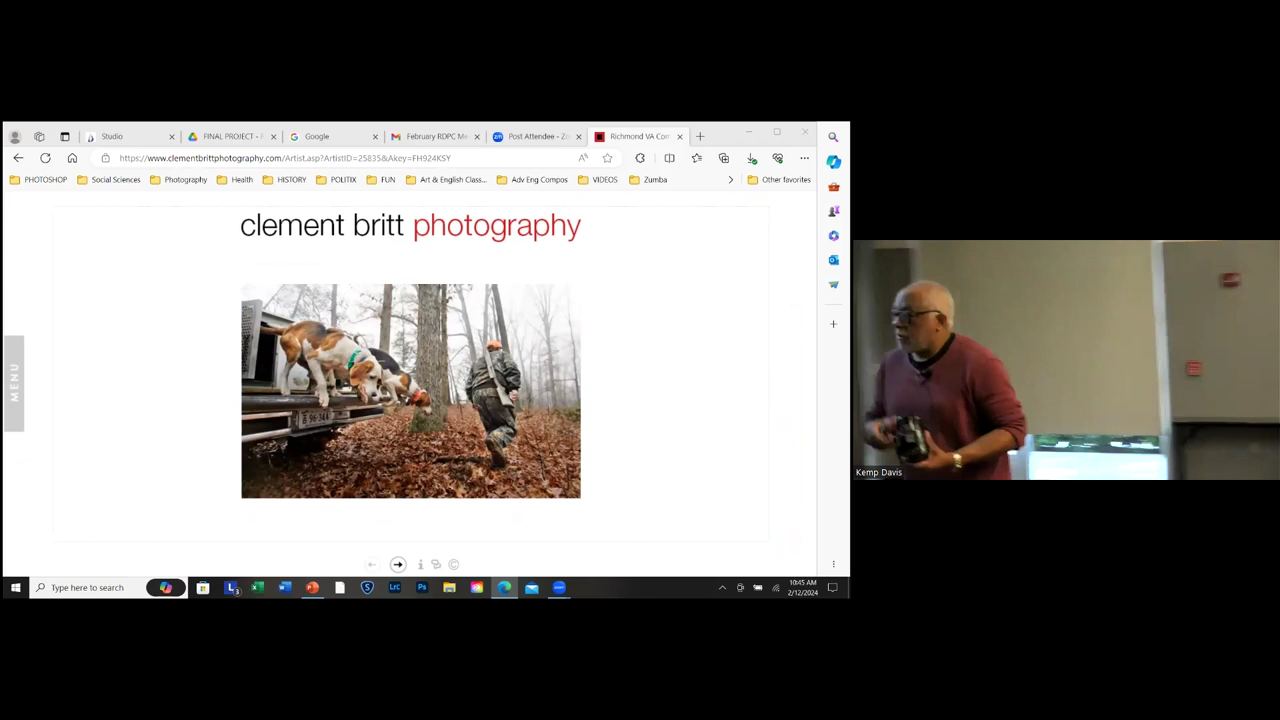 Studio
FINAL PROJECT - 
Google
February RDPC Me
Post Attendee - Zo
Richmond VA Com
https://www.clementbrittphotography.com/Artist.asp?ArtistID=25835&Akey=FH924KSY
PHOTOSHOP
Social Sciences
Photography
Health
HISTORY
POLITIX
FUN
Art & English Class...
Adv Eng Compos
VIDEOS
Zumba
Other favorites
clement britt photography
MENU
Kemp Davis
Type here to search
10:45 AM
2/12/2024